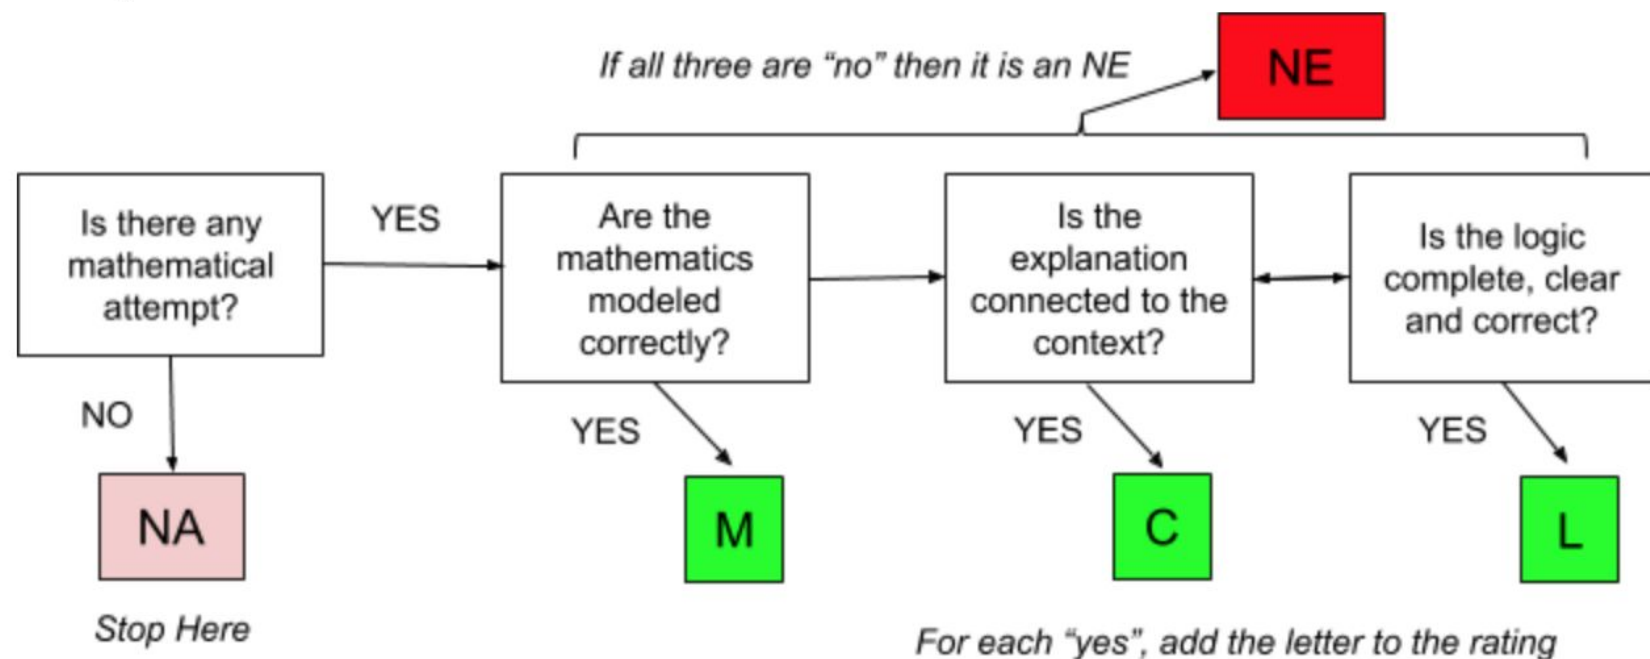 If all three are “no” then it is an NE
NE
Is there any
mathematical
attempt?
YES
Are the
mathematics
modeled
correctly?
Is the
explanation
connected to the
context?
Is the logic
complete, clear
and correct?
NO
YES
YES
YES
NA
M
C
L
Stop Here
For each “yes”, add the letter to the rating